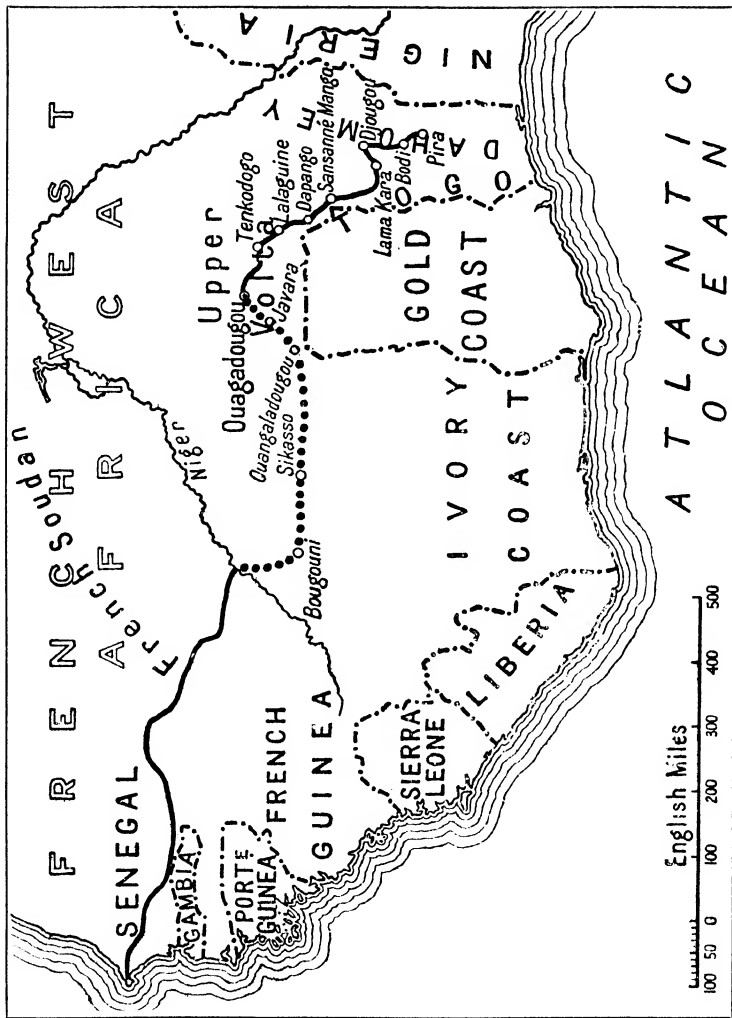 FRENCH WEST
AFRICA
French Soudan
NIGERIA
Niger
SENEGAL
GAMBIA
PORTE
GUINEA
FRENCH
GUINEA
SIERRA
LEONE
LIBERIA
IVORY
COAST
GOLD
COAST
TOGO
DAHOMEY
Upper
Volta
Bougouni
Sikasso
Ouangaladougou
Javara
Ouagadougou
Tenkodogo
Lalaguine
Dapango
Sansanné Mango
Lama Kara
Djougou
Bodi
Pira
ATLANTIC
OCEAN
English Miles
100 50 0 100 200 300 400 500